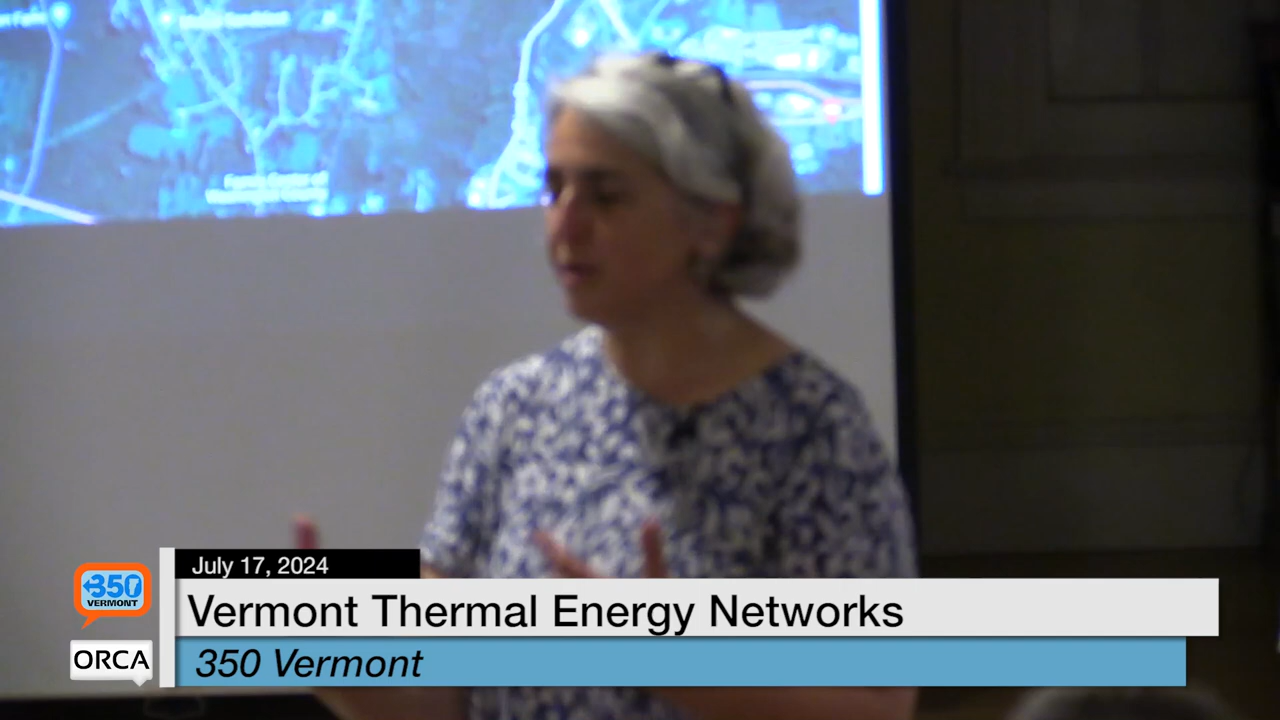 July 17, 2024
350
VERMONT
Vermont Thermal Energy Networks
ORCA
350 Vermont